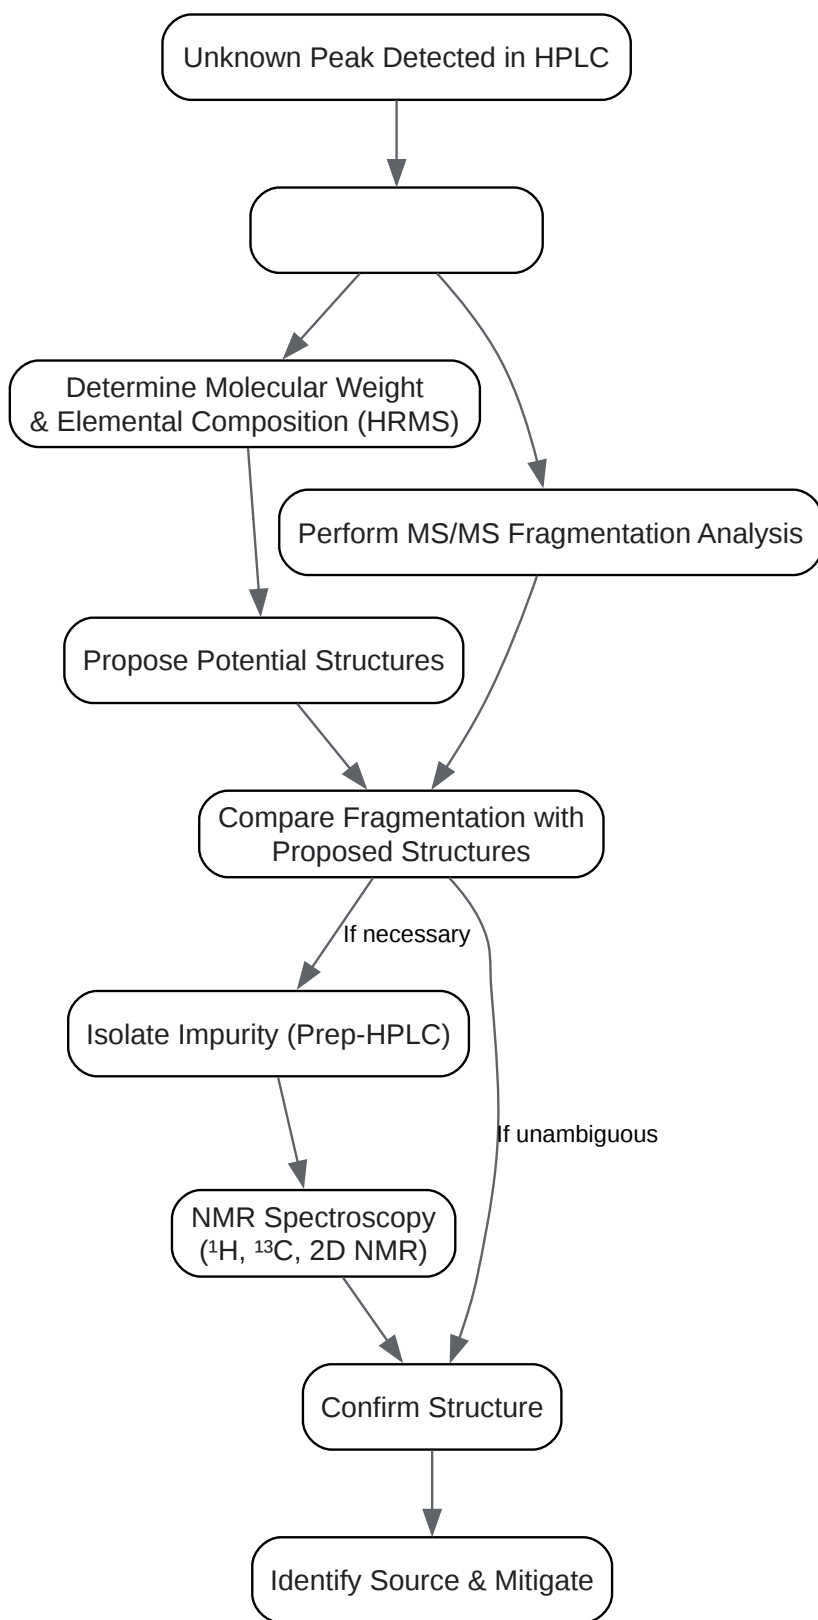 Unknown Peak Detected in HPLC
Determine Molecular Weight
& Elemental Composition (HRMS)
Perform MS/MS Fragmentation Analysis
Propose Potential Structures
Compare Fragmentation with
Proposed Structures
If necessary
Isolate Impurity (Prep-HPLC)
If unambiguous
NMR Spectroscopy
(¹H, ¹³C, 2D NMR)
Confirm Structure
Identify Source & Mitigate